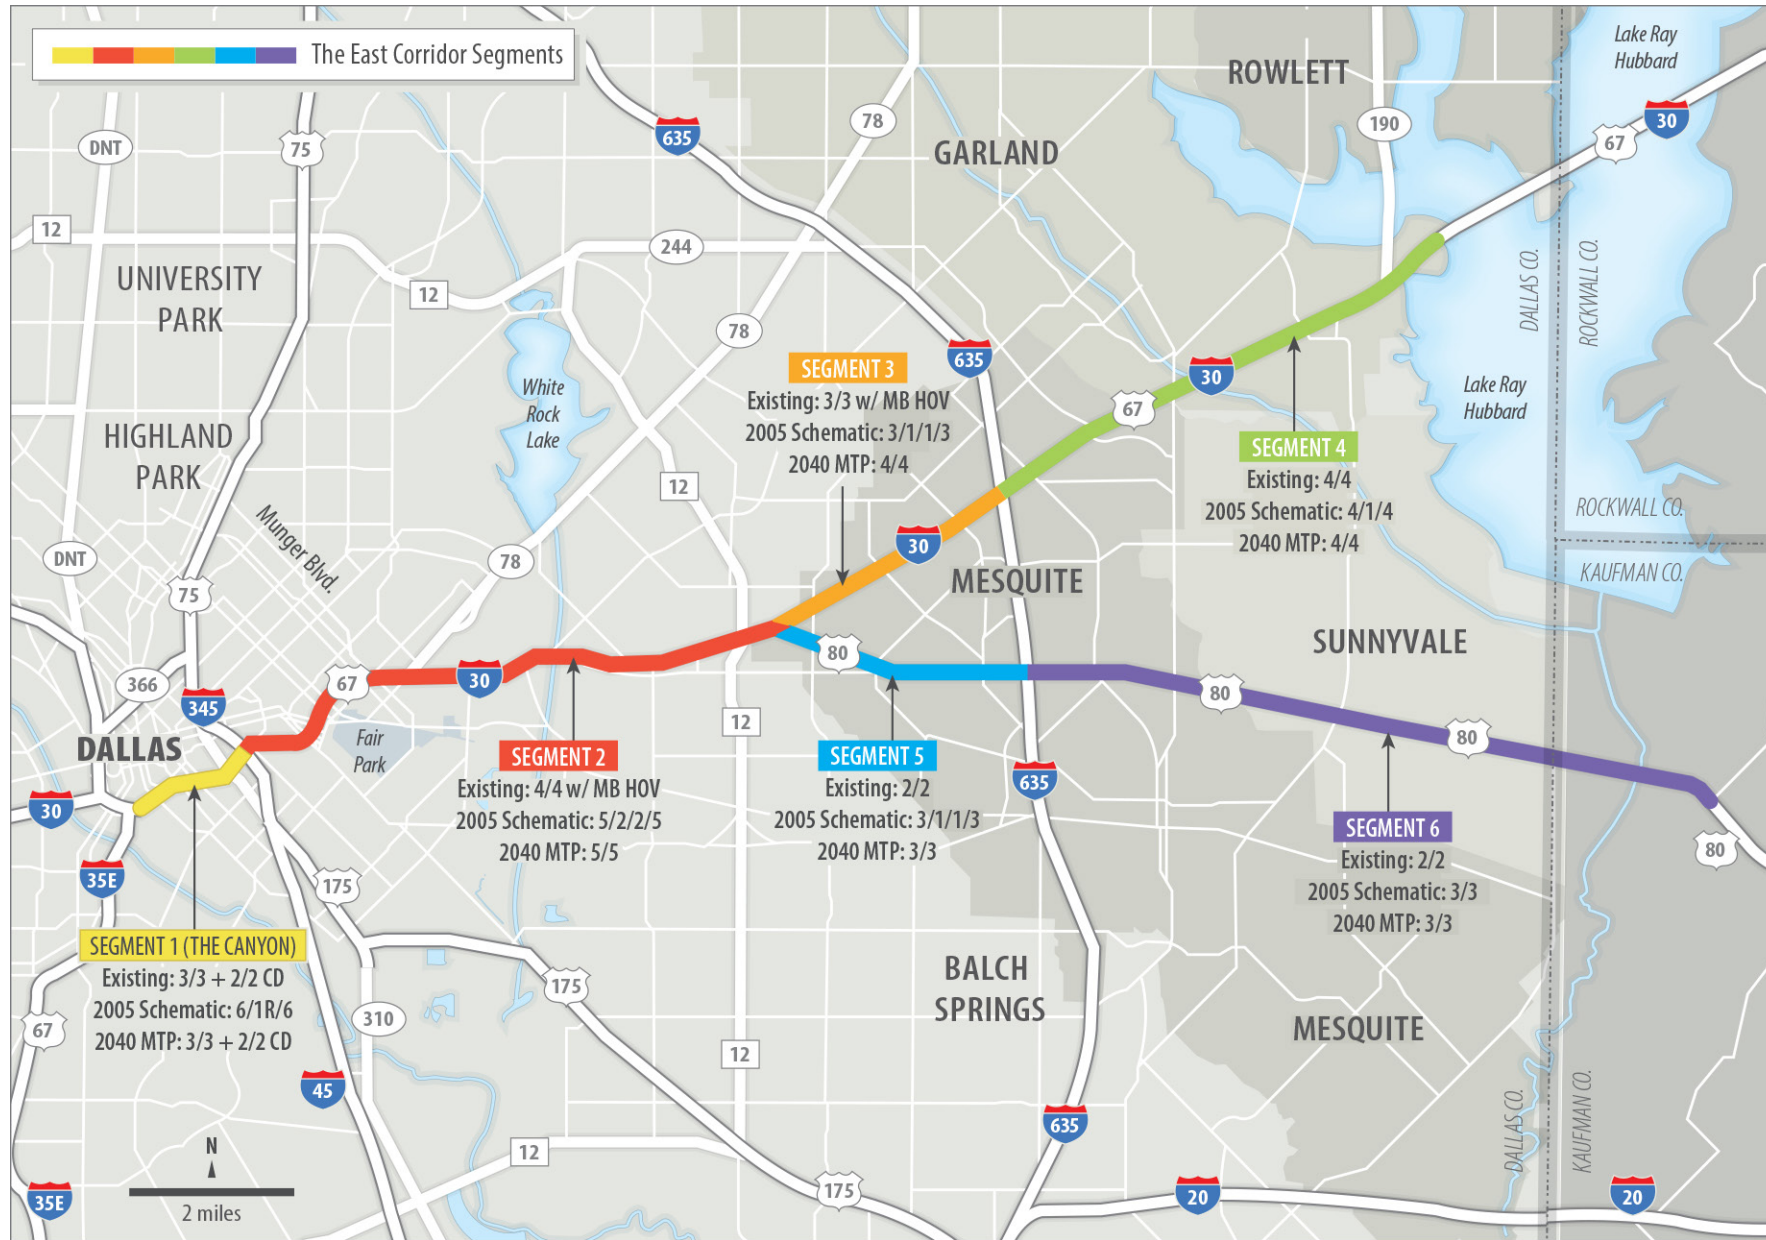 The East Corridor Segments
Lake Ray
Hubbard
ROWLETT
DNT
75
635
78
190
67
30
GARLAND
12
244
12
UNIVERSITY
PARK
78
DALLAS CO.
ROCKWALL CO.
635
SEGMENT 3
Existing: 3/3 w/ MB HOV
2005 Schematic: 3/1/1/3
2040 MTP: 4/4
30
67
White
Rock
Lake
Lake Ray
Hubbard
HIGHLAND
PARK
SEGMENT 4
Existing: 4/4
2005 Schematic: 4/1/4
2040 MTP: 4/4
12
Munger Blvd.
ROCKWALL CO.
KAUFMAN CO.
DNT
78
30
75
MESQUITE
SUNNYVALE
366
345
67
30
80
80
80
DALLAS
Fair
Park
12
SEGMENT 2
Existing: 4/4 w/ MB HOV
2005 Schematic: 5/2/2/5
2040 MTP: 5/5
SEGMENT 5
Existing: 2/2
2005 Schematic: 3/1/1/3
2040 MTP: 3/3
635
30
SEGMENT 6
Existing: 2/2
2005 Schematic: 3/3
2040 MTP: 3/3
80
35E
175
SEGMENT 1 (THE CANYON)
Existing: 3/3 + 2/2 CD
2005 Schematic: 6/1R/6
2040 MTP: 3/3 + 2/2 CD
175
BALCH
SPRINGS
67
310
MESQUITE
12
45
635
DALLAS CO.
KAUFMAN CO.
N
12
2 miles
35E
175
20
20